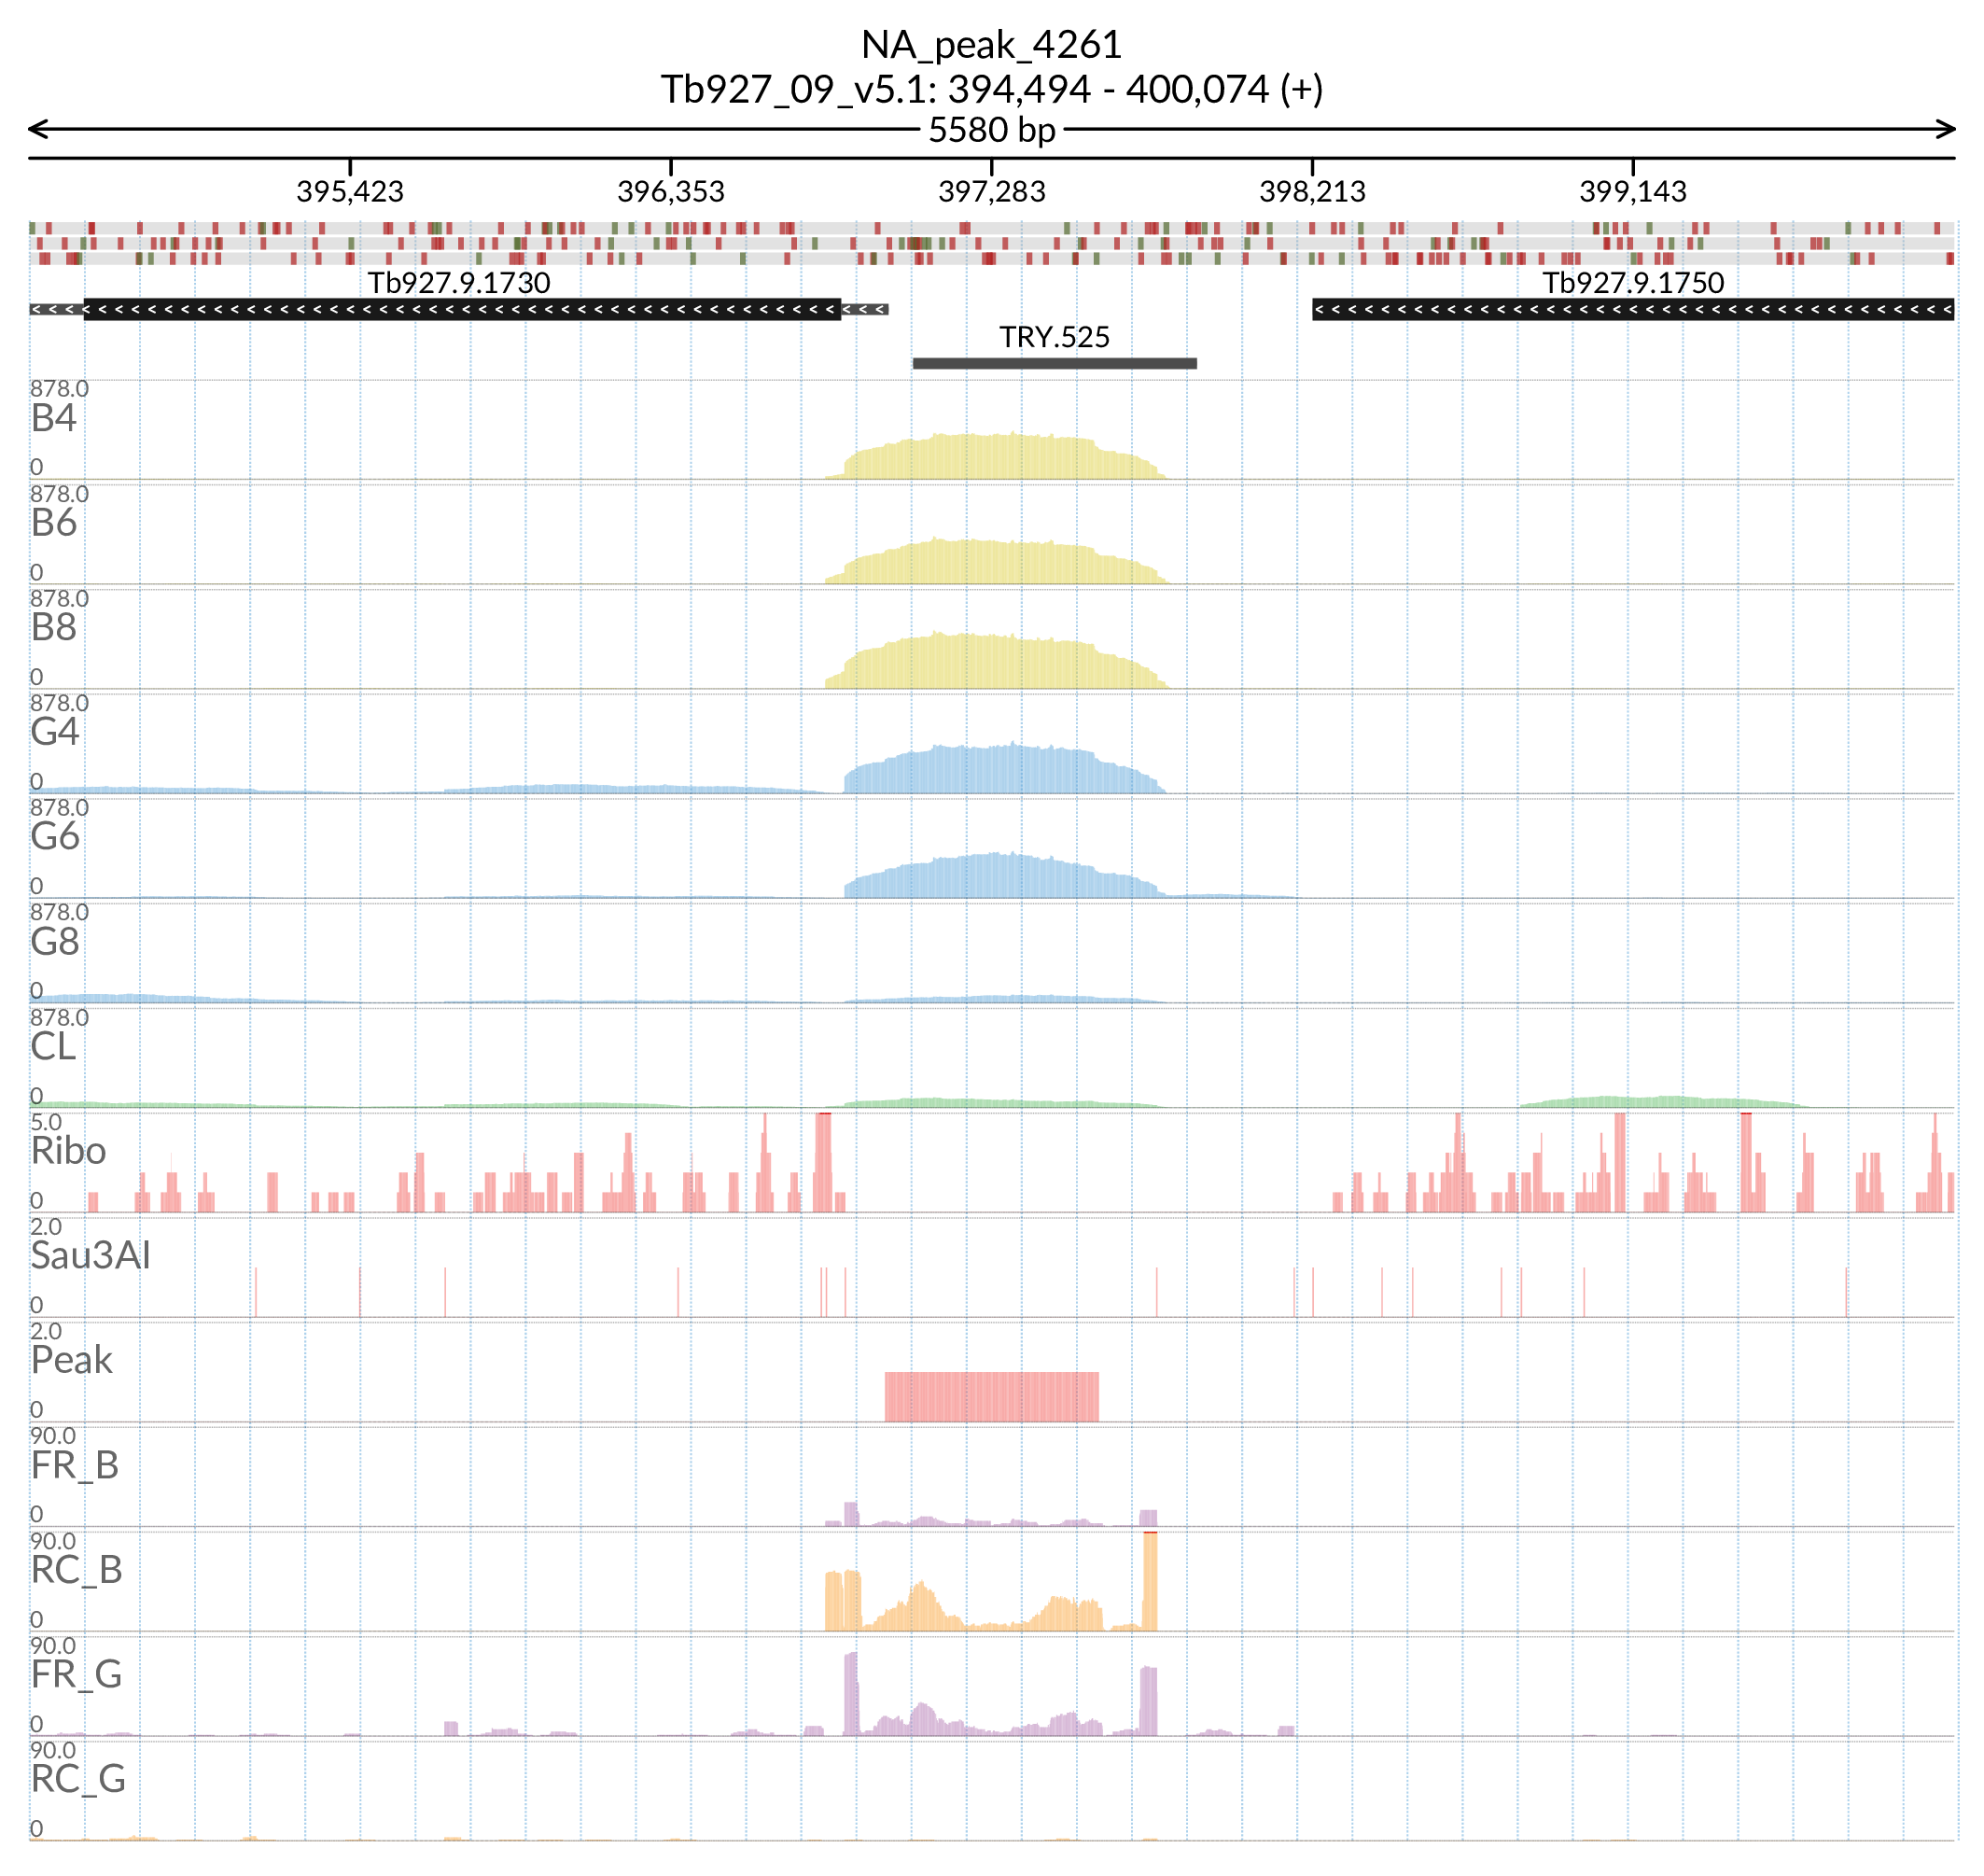 NA_peak_4261
Tb927_09_v5.1: 394,494 - 400,074 (+)
5580 bp
395,423 396,353 397,283 398,213 399,143
Tb927.9.1730 Tb927.9.1750
TRY.525
878.0
B4
0
878.0
B6
0
878.0
B8
0
878.0
G4
0
878.0
G6
0
878.0
G8
0
878.0
CL
0
5.0
Ribo
0
2.0
Sau3AI
0
2.0
Peak
0
90.0
FR_B
0
90.0
RC_B
0
90.0
FR_G
0
90.0
RC_G
0